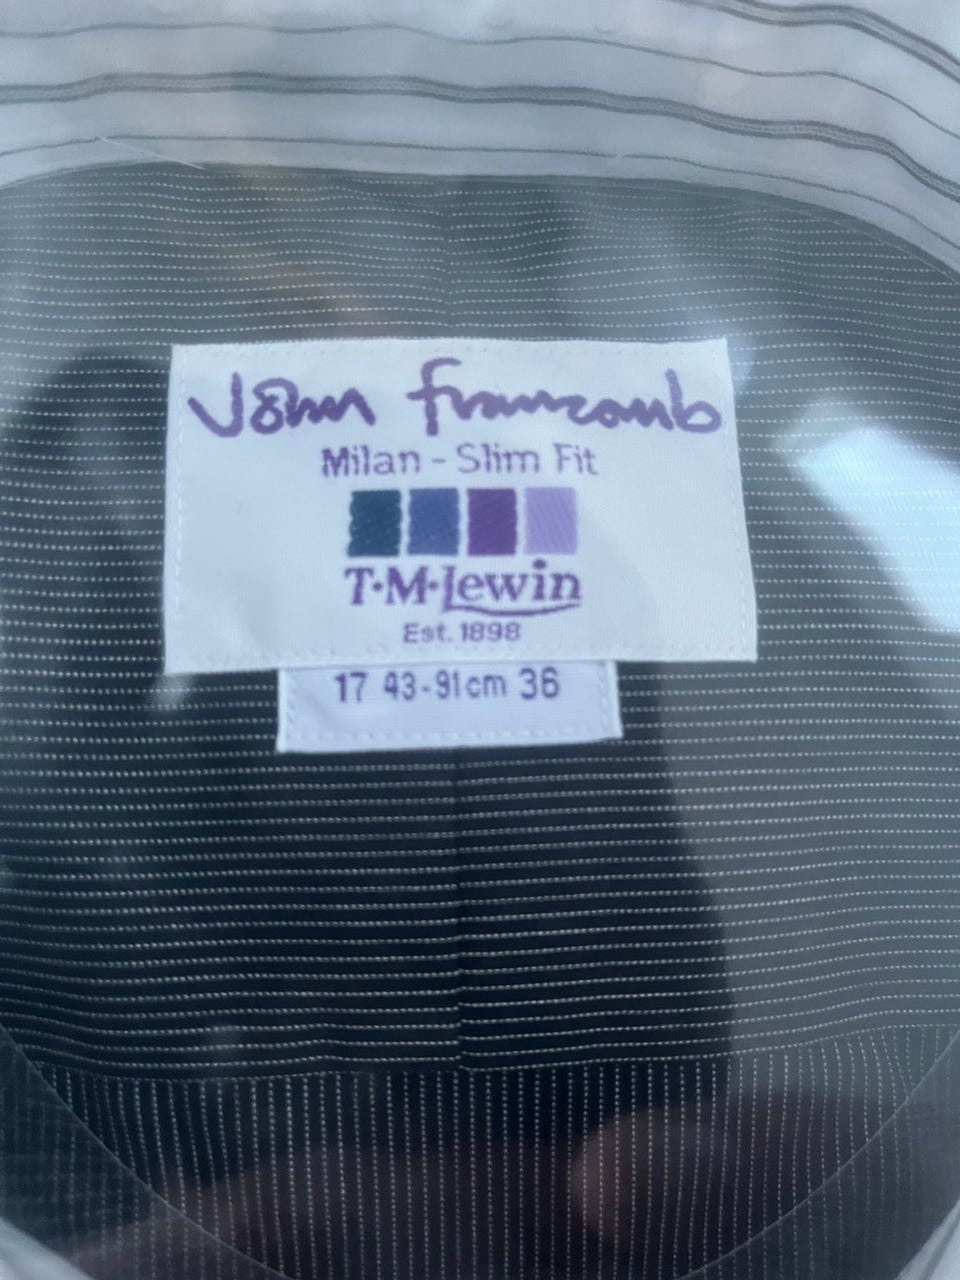 John Francomb
Milan - Slim Fit
T·M·Lewin
Est. 1898
17 43-91cm 36